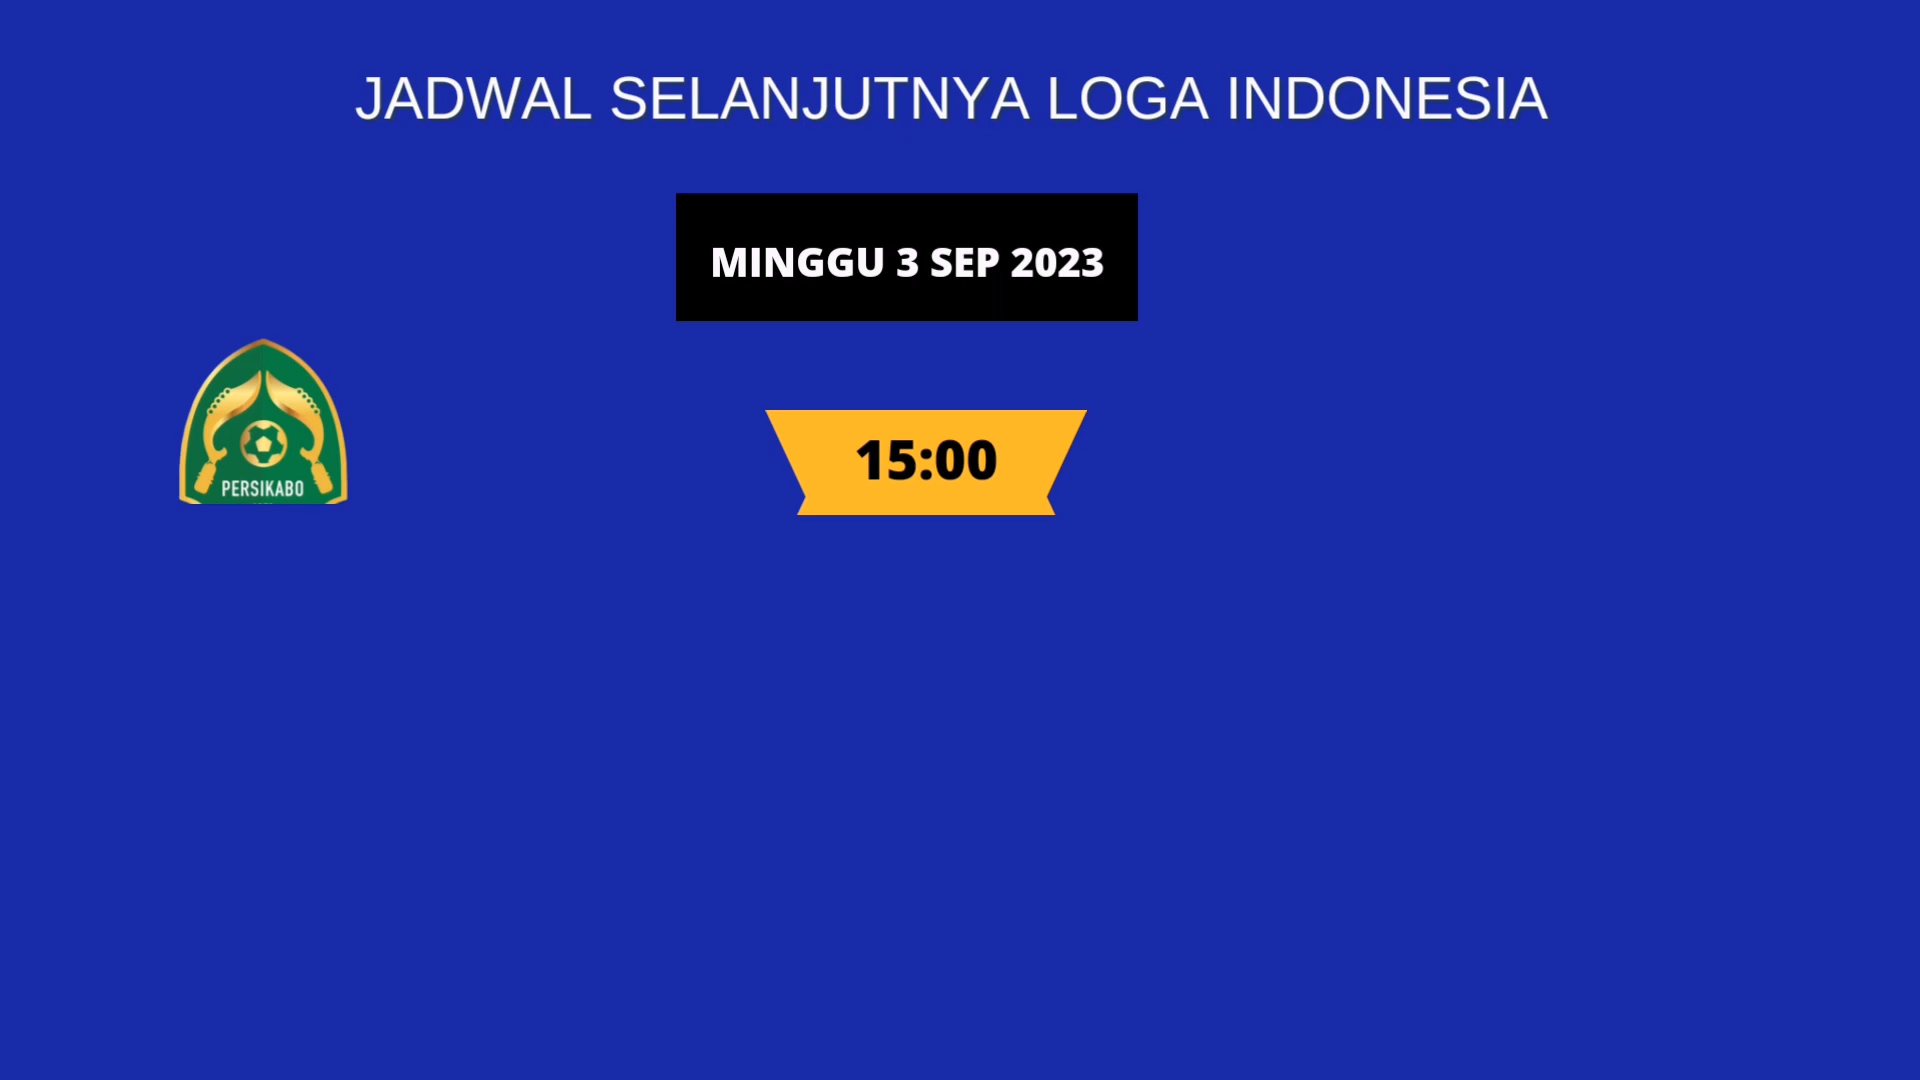 JADWAL SELANJUTNYA LOGA INDONESIA
MINGGU 3 SEP 2023
15:00
PERSIKABO